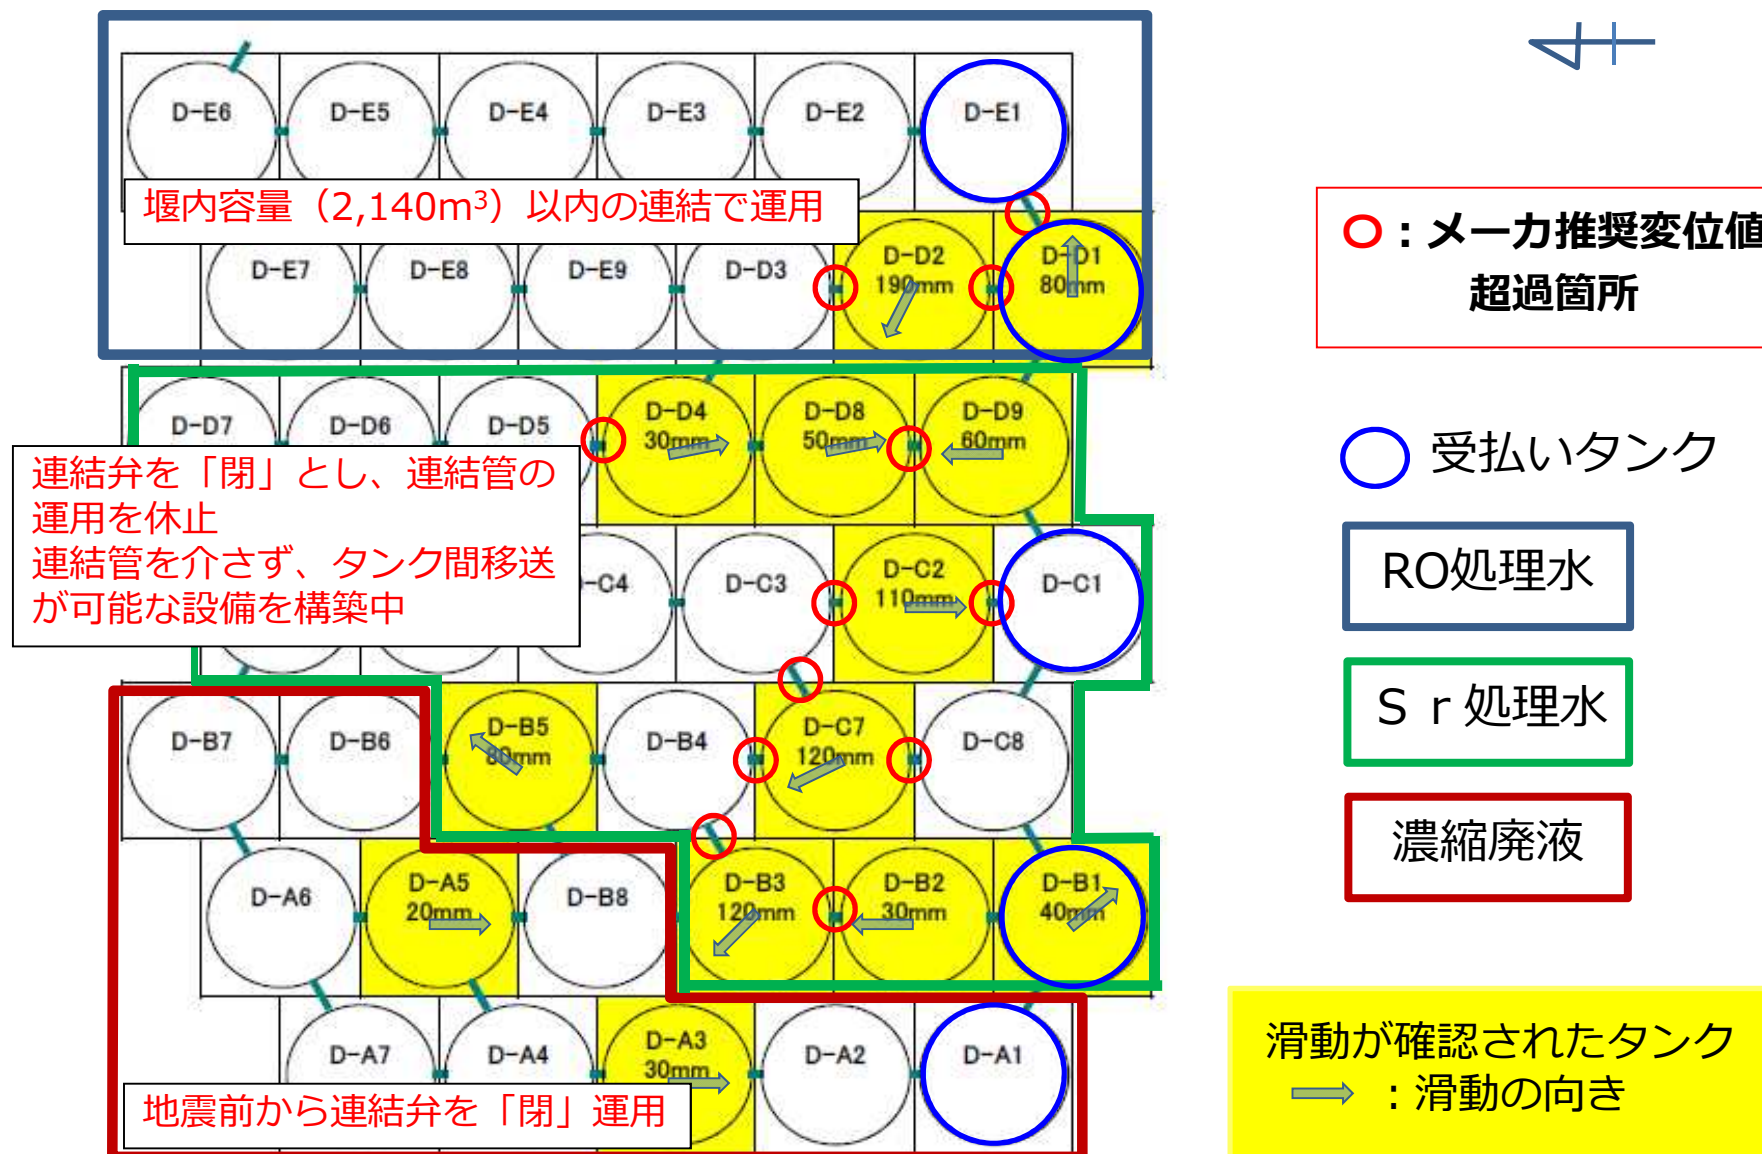 D-E6 D-E5 D-E4 D-E3 D-E2 D-E1
堰内容量（2,140m³）以内の連結で運用
D-E7 D-E8 D-E9 D-D3 D-D2 D-D1
190mm 80mm
D-D7 D-D6 D-D5 D-D4 D-D8 D-D9
30mm 50mm 60mm
連結弁を「閉」とし、連結管の
運用を休止
連結管を介さず、タンク間移送
が可能な設備を構築中
-C4 D-C3 D-C2 D-C1
110mm
D-B7 D-B6 D-B5 D-B4 D-C7 D-C8
80mm 120mm
D-A6 D-A5 D-B8 D-B3 D-B2 D-B1
20mm 120mm 30mm 40mm
D-A7 D-A4 D-A3 D-A2 D-A1
30mm
地震前から連結弁を「閉」運用
：メーカ推奨変位値
超過箇所
受払いタンク
RO処理水
Ｓｒ処理水
濃縮廃液
滑動が確認されたタンク
：滑動の向き